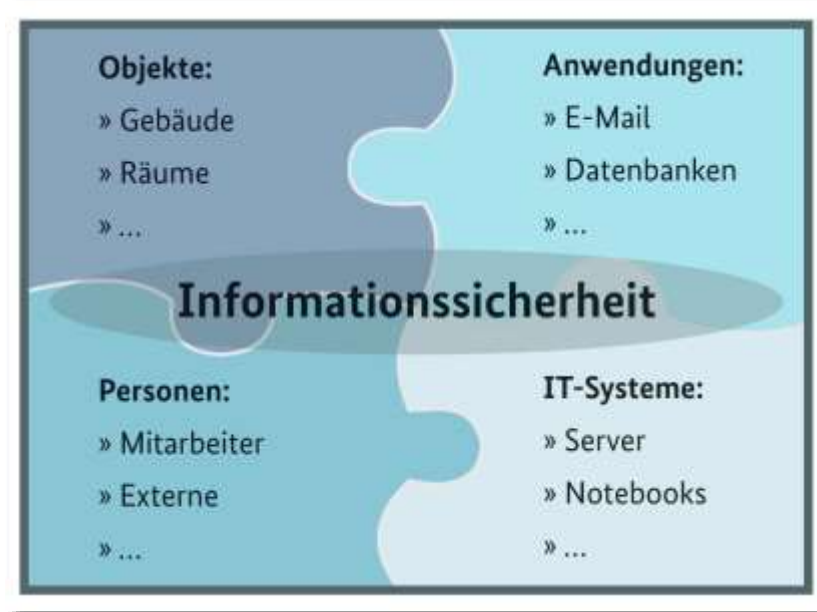 Objekte:
» Gebäude
» Räume
» ...
Anwendungen:
» E-Mail
» Datenbanken
» ...
Informationssicherheit
Personen:
» Mitarbeiter
» Externe
» ...
IT-Systeme:
» Server
» Notebooks
» ...